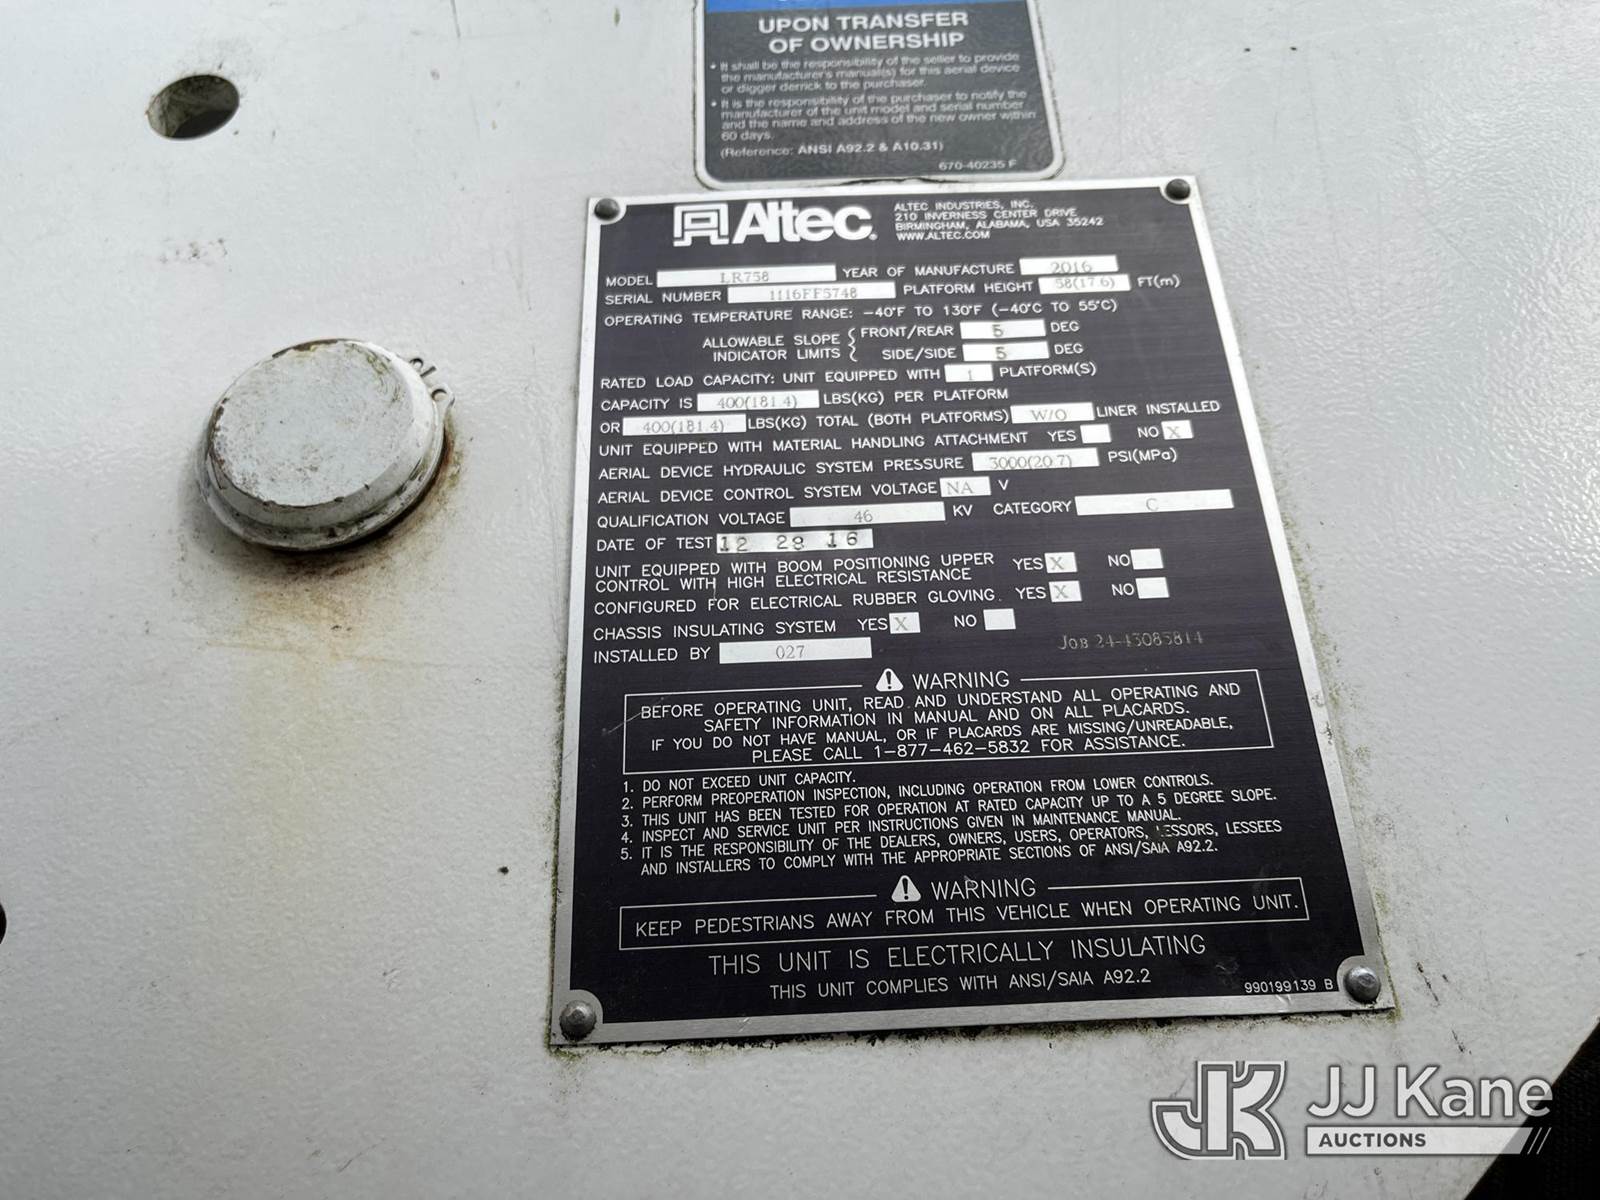 UPON TRANSFER
OF OWNERSHIP
• It shall be the responsibility of the seller to provide
the manufacturer's manual(s) for this aerial device
or digger derrick to the purchaser.
• It is the responsibility of the purchaser to notify the
manufacturer of the unit model and serial number
and the name and address of the new owner within
60 days.
(Reference: ANSI A92.2 & A10.31)
670-40235 F
Altec®
ALTEC INDUSTRIES, INC.
210 INVERNESS CENTER DRIVE
BIRMINGHAM, ALABAMA, USA 35242
WWW.ALTEC.COM
MODEL LR758 YEAR OF MANUFACTURE 2016
SERIAL NUMBER 1116FF5748 PLATFORM HEIGHT 58(17.6) FT(m)
OPERATING TEMPERATURE RANGE: -40°F TO 130°F (-40°C TO 55°C)
ALLOWABLE SLOPE { FRONT/REAR 5 DEG
INDICATOR LIMITS { SIDE/SIDE 5 DEG
RATED LOAD CAPACITY: UNIT EQUIPPED WITH 1 PLATFORM(S)
CAPACITY IS 400(181.4) LBS(KG) PER PLATFORM
OR 400(181.4) LBS(KG) TOTAL (BOTH PLATFORMS) W/O LINER INSTALLED
UNIT EQUIPPED WITH MATERIAL HANDLING ATTACHMENT YES NO X
AERIAL DEVICE HYDRAULIC SYSTEM PRESSURE 3000(20.7) PSI(MPa)
AERIAL DEVICE CONTROL SYSTEM VOLTAGE NA V
QUALIFICATION VOLTAGE 46 KV CATEGORY C
DATE OF TEST 12 28 16
UNIT EQUIPPED WITH BOOM POSITIONING UPPER
CONTROL WITH HIGH ELECTRICAL RESISTANCE YES X NO
CONFIGURED FOR ELECTRICAL RUBBER GLOVING. YES X NO
CHASSIS INSULATING SYSTEM YES X NO
INSTALLED BY 027 JOB 24-43085814
WARNING
BEFORE OPERATING UNIT, READ AND UNDERSTAND ALL OPERATING AND
SAFETY INFORMATION IN MANUAL AND ON ALL PLACARDS.
IF YOU DO NOT HAVE MANUAL, OR IF PLACARDS ARE MISSING/UNREADABLE,
PLEASE CALL 1-877-462-5832 FOR ASSISTANCE.
1. DO NOT EXCEED UNIT CAPACITY.
2. PERFORM PREOPERATION INSPECTION, INCLUDING OPERATION FROM LOWER CONTROLS.
3. THIS UNIT HAS BEEN TESTED FOR OPERATION AT RATED CAPACITY UP TO A 5 DEGREE SLOPE.
4. INSPECT AND SERVICE UNIT PER INSTRUCTIONS GIVEN IN MAINTENANCE MANUAL.
5. IT IS THE RESPONSIBILITY OF THE DEALERS, OWNERS, USERS, OPERATORS, LESSORS, LESSEES
AND INSTALLERS TO COMPLY WITH THE APPROPRIATE SECTIONS OF ANSI/SAIA A92.2.
WARNING
KEEP PEDESTRIANS AWAY FROM THIS VEHICLE WHEN OPERATING UNIT.
THIS UNIT IS ELECTRICALLY INSULATING
THIS UNIT COMPLIES WITH ANSI/SAIA A92.2
990199139 B
JK JJ Kane
AUCTIONS